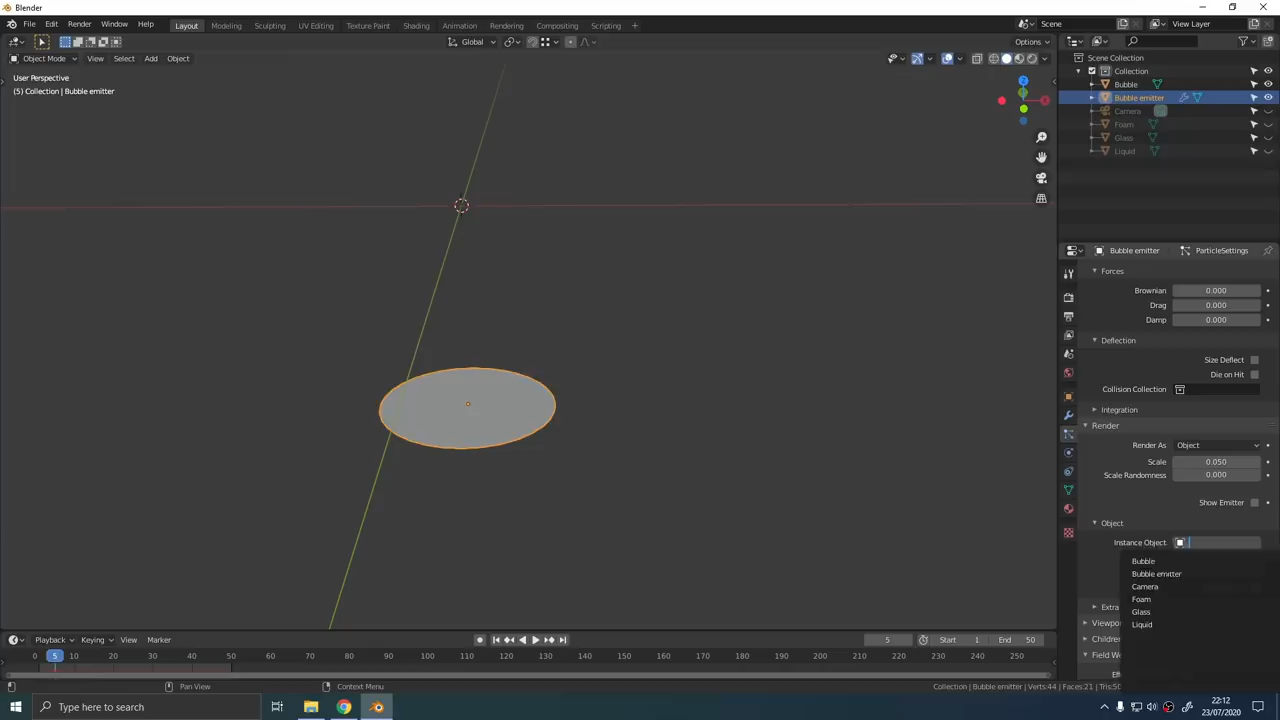 Blender
File Edit Render Window Help Layout Modeling Sculpting UV Editing Texture Paint Shading Animation Rendering Compositing Scripting + Scene View Layer
Global Options
Object Mode View Select Add Object
User Perspective
(5) Collection | Bubble emitter
Z
Scene Collection
Collection
Bubble
Bubble emitter
Camera
Foam
Glass
Liquid
Bubble emitter ParticleSettings
Forces
Brownian 0.000
Drag 0.000
Damp 0.000
Deflection
Size Deflect
Die on Hit
Collision Collection
Integration
Render
Render As Object
Scale 0.050
Scale Randomness 0.000
Show Emitter
Object
Instance Object
Bubble
Bubble emitter
Camera
Foam
Glass
Liquid
Extra
Viewpo
Children
Field We
Playback Keying View Marker 5 Start 1 End 50
0 5 10 20 30 40 50 60 70 80 90 100 110 120 130 140 150 160 170 180 190 200 210 220 230 240 250
Pan View Context Menu Collection | Bubble emitter | Verts:44 | Faces:21 | Tris:50
Type here to search
22:12
23/07/2020